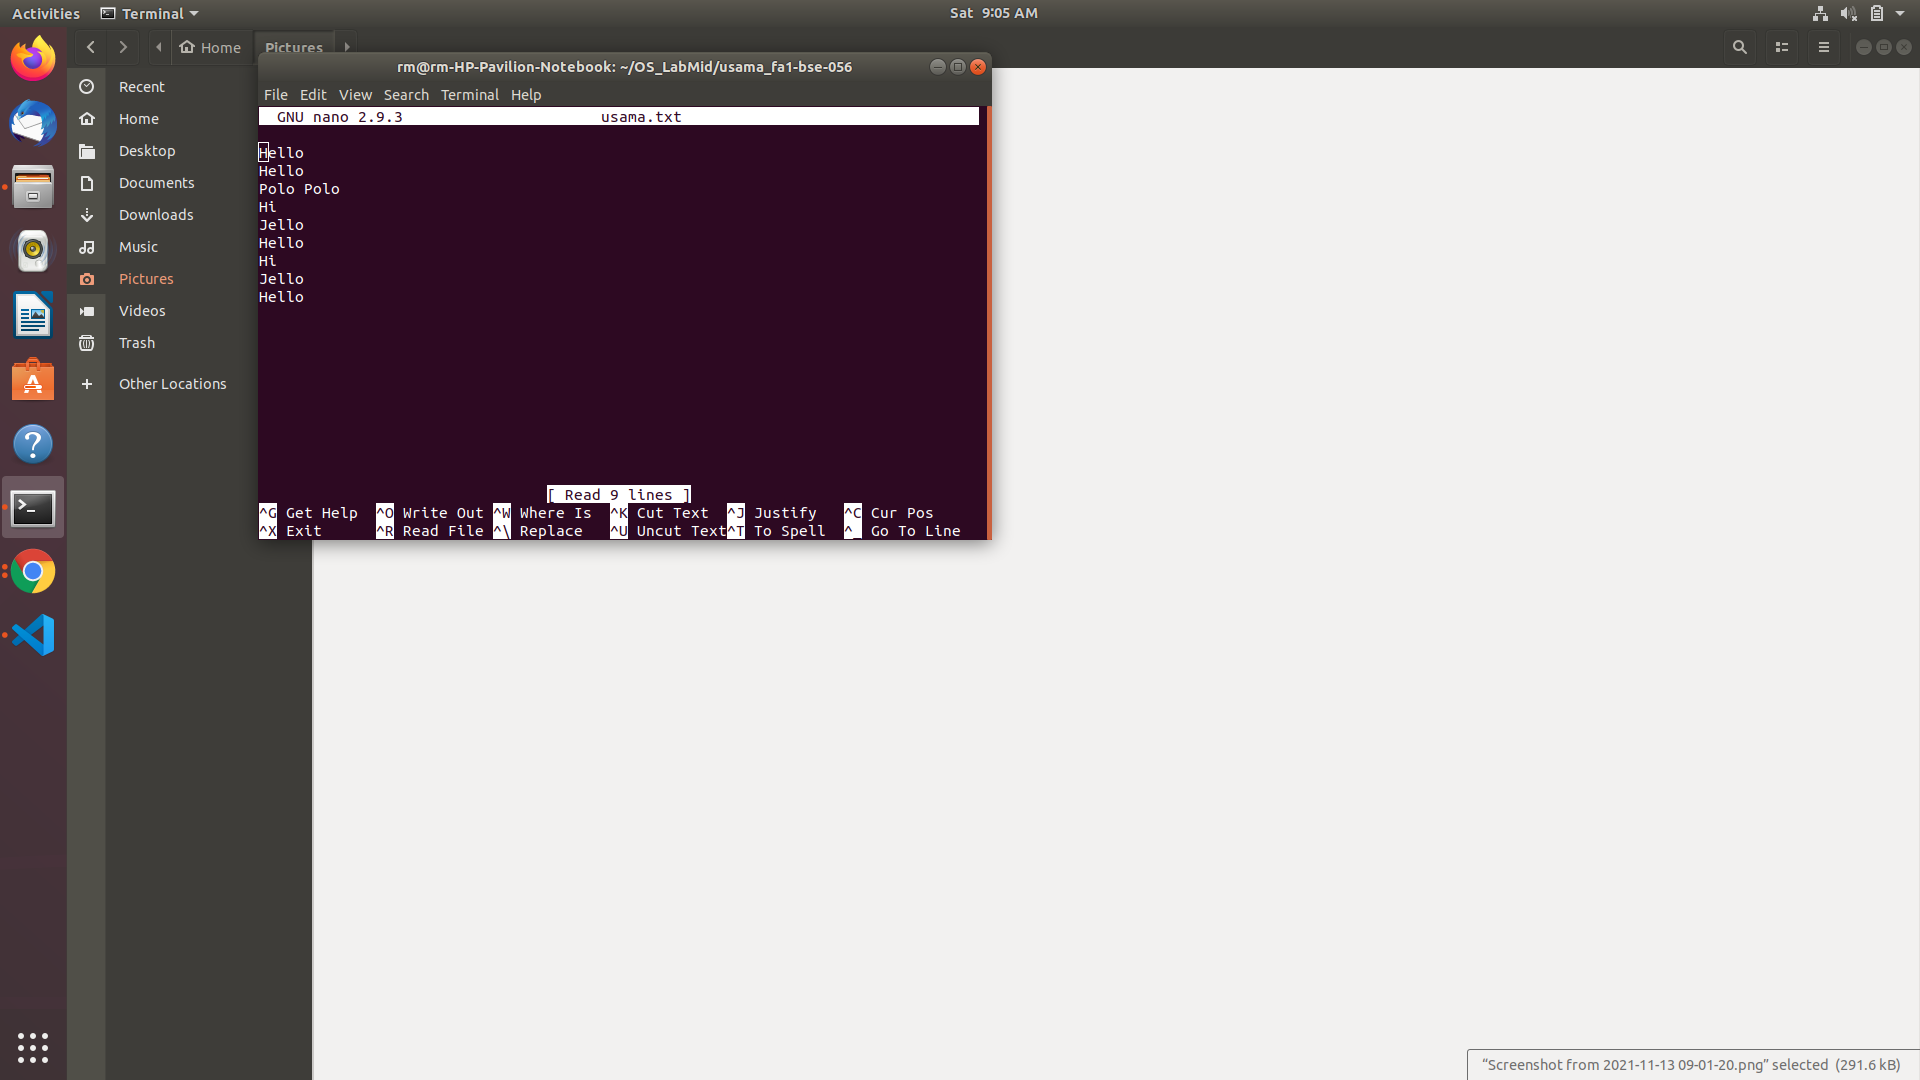 Activities Terminal Sat 9:05 AM
Home Pictures
rm@rm-HP-Pavilion-Notebook: ~/OS_LabMid/usama_fa1-bse-056
File Edit View Search Terminal Help
GNU nano 2.9.3 usama.txt
Hello
Hello
Polo Polo
Hi
Jello
Hello
Hi
Jello
Hello
[ Read 9 lines ]
^G Get Help ^O Write Out ^W Where Is ^K Cut Text ^J Justify ^C Cur Pos
^X Exit ^R Read File ^\ Replace ^U Uncut Text ^T To Spell ^_ Go To Line
Recent
Home
Desktop
Documents
Downloads
Music
Pictures
Videos
Trash
Other Locations
“Screenshot from 2021-11-13 09-01-20.png” selected (291.6 kB)